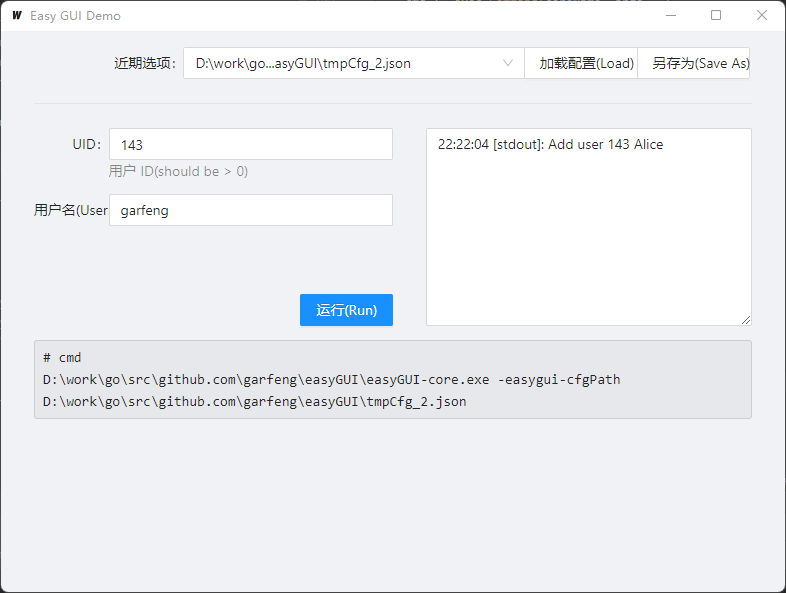 W Easy GUI Demo
近期选项: D:\work\go...asyGUI\tmpCfg_2.json 加载配置(Load) 另存为(Save As)
UID: 143
用户 ID(should be > 0)
用户名(User garfeng
22:22:04 [stdout]: Add user 143 Alice
运行(Run)
# cmd
D:\work\go\src\github.com\garfeng\easyGUI\easyGUI-core.exe -easygui-cfgPath
D:\work\go\src\github.com\garfeng\easyGUI\tmpCfg_2.json